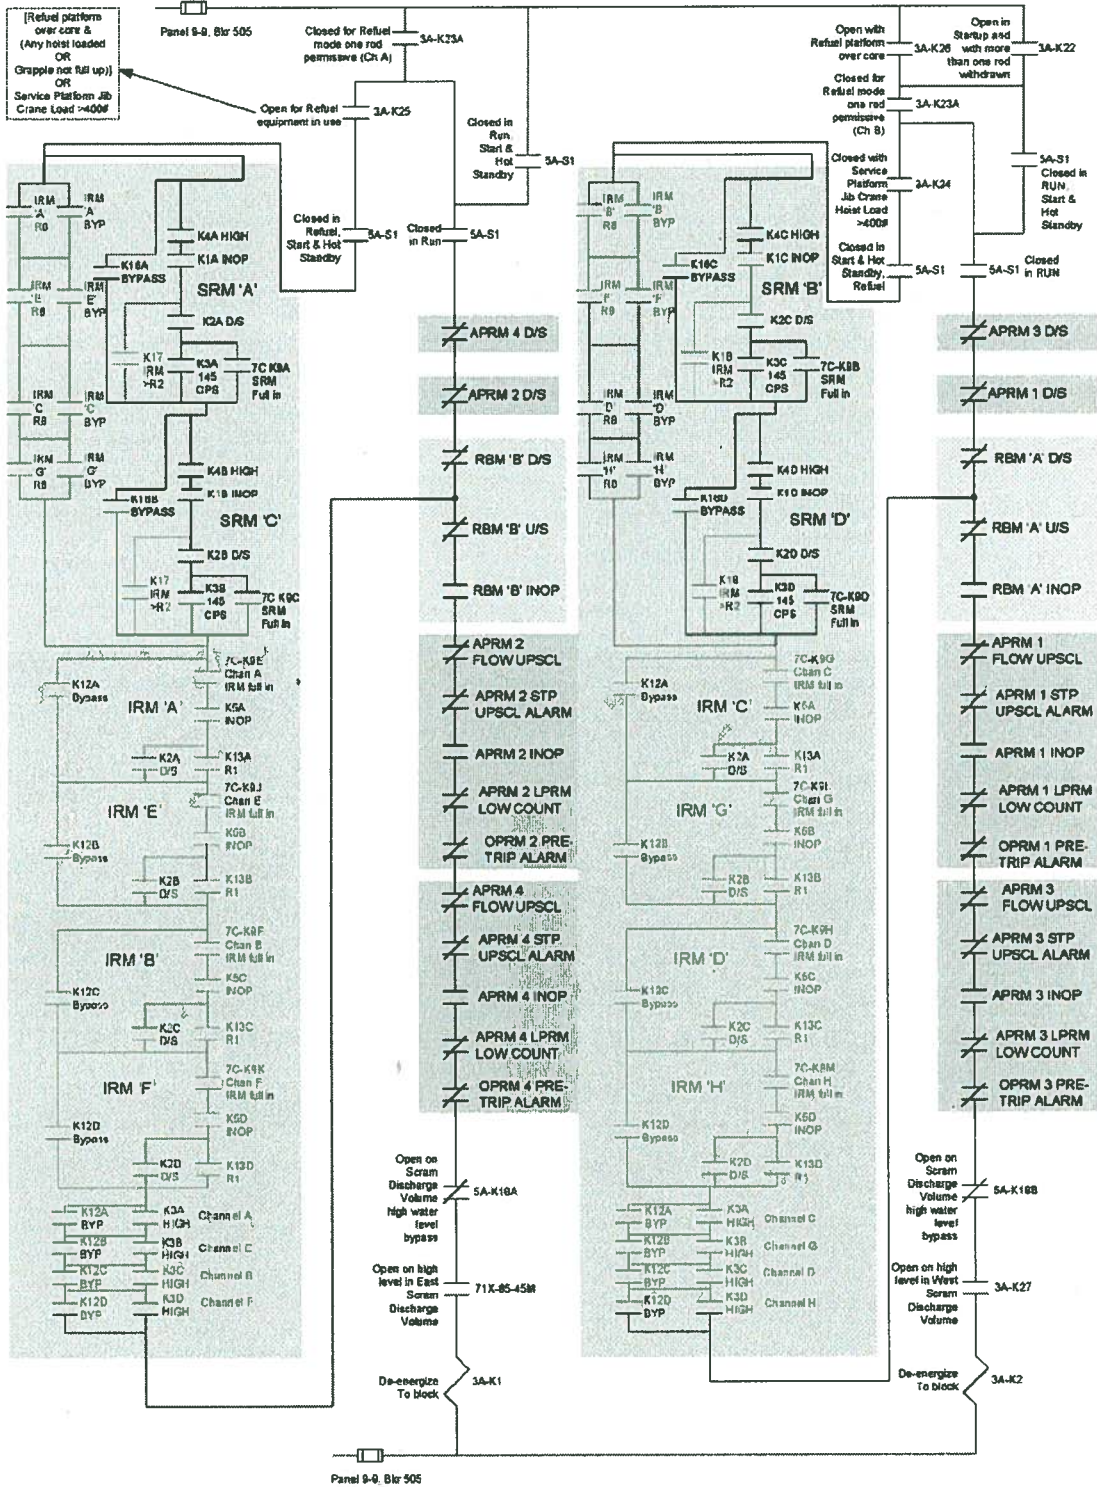 [Refuel platform
over core &
(Any hoist loaded
OR
Grapple not full up)]
OR
Service Platform Jib
Crane Load >400#
Panel 9-9, Bkr 505
Closed for Refuel
mode one rod
permissive (Ch A)
3A-K23A
Open for Refuel
equipment in use
3A-K25
Closed in
Run,
Start &
Hot
Standby
5A-S1
Closed in
Refuel,
Start & Hot
Standby
5A-S1
Closed
in Run
5A-S1
Open with
Refuel platform
over core
3A-K26
Open in
Startup and
with more
than one rod
withdrawn
3A-K22
Closed for
Refuel mode
one rod
permissive
(Ch B)
3A-K23A
Closed with
Service
Platform
Jib Crane
Hoist Load
>400#
3A-K24
5A-S1
Closed in
RUN,
Start &
Hot
Standby
Closed in
Start & Hot
Standby,
Refuel
5A-S1
5A-S1
Closed
in RUN
IRM
'A'
R8
IRM
'A'
BYP
IRM
'E'
R8
IRM
E'
BYP
IRM
'C
R8
IRM
'C'
BYP
IRM
G'
R8
IRM
G'
BYP
K4A HIGH
K1A INOP
K16A
BYPASS
SRM 'A'
K2A D/S
K17
IRM
>R2
K3A
145
CPS
7C K9A
SRM
Full in
K4B HIGH
K1B INOP
K16B
BYPASS
SRM 'C'
K2B D/S
K17
IRM
>R2
K3B
145
CPS
7C K9C
SRM
Full in
7C-K9E
Chan A
IRM full in
K12A
Bypass
IRM 'A'
K5A
INOP
K2A
D/S
K13A
R1
7C-K9J
Chan E
IRM full in
IRM 'E'
K5B
INOP
K12B
Bypass
K2B
D/S
K13B
R1
7C-K9F
Chan B
IRM full in
IRM 'B'
K5C
INOP
K12C
Bypass
K2C
D/S
K13C
R1
7C-K9K
Chan F
IRM full in
IRM 'F'
K5D
INOP
K12D
Bypass
K2D
D/S
K13D
R1
K12A
BYP
K3A
HIGH
Channel A
K12B
BYP
K3B
HIGH
Channel E
K12C
BYP
K3C
HIGH
Channel B
K12D
BYP
K3D
HIGH
Channel F
APRM 4 D/S
APRM 2 D/S
RBM 'B' D/S
RBM 'B' U/S
RBM 'B' INOP
APRM 2
FLOW UPSCL
APRM 2 STP
UPSCL ALARM
APRM 2 INOP
APRM 2 LPRM
LOW COUNT
OPRM 2 PRE-
TRIP ALARM
APRM 4
FLOW UPSCL
APRM 4 STP
UPSCL ALARM
APRM 4 INOP
APRM 4 LPRM
LOW COUNT
OPRM 4 PRE-
TRIP ALARM
Open on
Scram
Discharge
Volume
high water
level
bypass
5A-K18A
Open on high
level in East
Scram
Discharge
Volume
71X-85-45M
De-energize
To block
3A-K1
IRM
'B'
R8
IRM
'B
BYP
IRM
'F'
R8
IRM
'F'
BYP
IRM
D'
R8
IRM
'D'
BYP
IRM
'H'
R8
IRM
'H'
BYP
K4C HIGH
K1C INOP
K16C
BYPASS
SRM 'B'
K2C D/S
K18
IRM
>R2
K3C
145
CPS
7C-K9B
SRM
Full in
K4D HIGH
K1D INOP
K16D
BYPASS
SRM 'D'
K2D D/S
K18
IRM
>R2
K3D
145
CPS
7C-K9D
SRM
Full in
7C-K9G
Chan C
IRM full in
K12A
Bypass
IRM 'C'
K5A
INOP
K2A
D/S
K13A
R1
7C-K9L
Chan G
IRM full in
IRM 'G'
K5B
INOP
K12B
Bypass
K2B
D/S
K13B
R1
7C-K9H
Chan D
IRM full in
IRM 'D'
K5C
INOP
K12C
Bypass
K2C
D/S
K13C
R1
7C-K9M
Chan H
IRM full in
IRM 'H'
K5D
INOP
K12D
Bypass
K2D
D/S
K13D
R1
K12A
BYP
K3A
HIGH
Channel C
K12B
BYP
K3B
HIGH
Channel G
K12C
BYP
K3C
HIGH
Channel D
K12D
BYP
K3D
HIGH
Channel H
APRM 3 D/S
APRM 1 D/S
RBM 'A' D/S
RBM 'A' U/S
RBM 'A' INOP
APRM 1
FLOW UPSCL
APRM 1 STP
UPSCL ALARM
APRM 1 INOP
APRM 1 LPRM
LOW COUNT
OPRM 1 PRE-
TRIP ALARM
APRM 3
FLOW UPSCL
APRM 3 STP
UPSCL ALARM
APRM 3 INOP
APRM 3 LPRM
LOW COUNT
OPRM 3 PRE-
TRIP ALARM
Open on
Scram
Discharge
Volume
high water
level
bypass
5A-K18B
Open on high
level in West
Scram
Discharge
Volume
3A-K27
De-energize
To block
3A-K2
Panel 9-9, Bkr 505